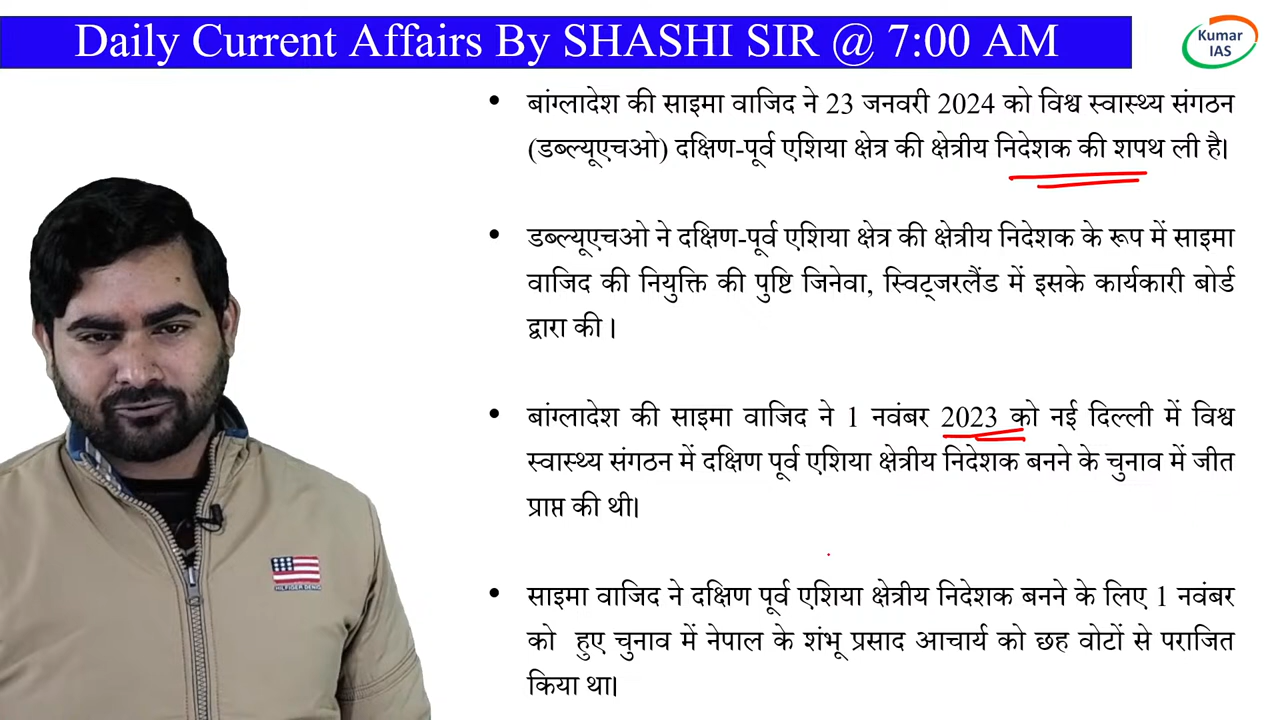 Daily Current Affairs By SHASHI SIR @ 7:00 AM
Kumar
IAS
• बांग्लादेश की साइमा वाजिद ने 23 जनवरी 2024 को विश्व स्वास्थ्य संगठन
(डब्ल्यूएचओ) दक्षिण-पूर्व एशिया क्षेत्र की क्षेत्रीय निदेशक की शपथ ली है।
• डब्ल्यूएचओ ने दक्षिण-पूर्व एशिया क्षेत्र की क्षेत्रीय निदेशक के रूप में साइमा
वाजिद की नियुक्ति की पुष्टि जिनेवा, स्विट्जरलैंड में इसके कार्यकारी बोर्ड
द्वारा की ।
• बांग्लादेश की साइमा वाजिद ने 1 नवंबर 2023 को नई दिल्ली में विश्व
स्वास्थ्य संगठन में दक्षिण पूर्व एशिया क्षेत्रीय निदेशक बनने के चुनाव में जीत
प्राप्त की थी।
• साइमा वाजिद ने दक्षिण पूर्व एशिया क्षेत्रीय निदेशक बनने के लिए 1 नवंबर
को हुए चुनाव में नेपाल के शंभू प्रसाद आचार्य को छह वोटों से पराजित
किया था।